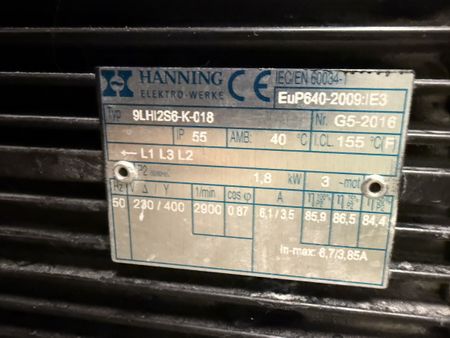 HANNING CE IEC/EN 60034-1
ELEKTRO-WERKE EuP640-2009:IE3
Typ 9LHI2S6-K-018 Nr. G5-2016
IP 55 AMB: 40 °C I.CL. 155 °C (F)
← L1 L3 L2
P2 1,8 kW 3 ~mot
Hz V Δ / Y 1/min cos φ A η η η
50 230 / 400 2900 0.87 6,1/3,5 85,9 86,5 84,4
In-max: 6,7/3,85A